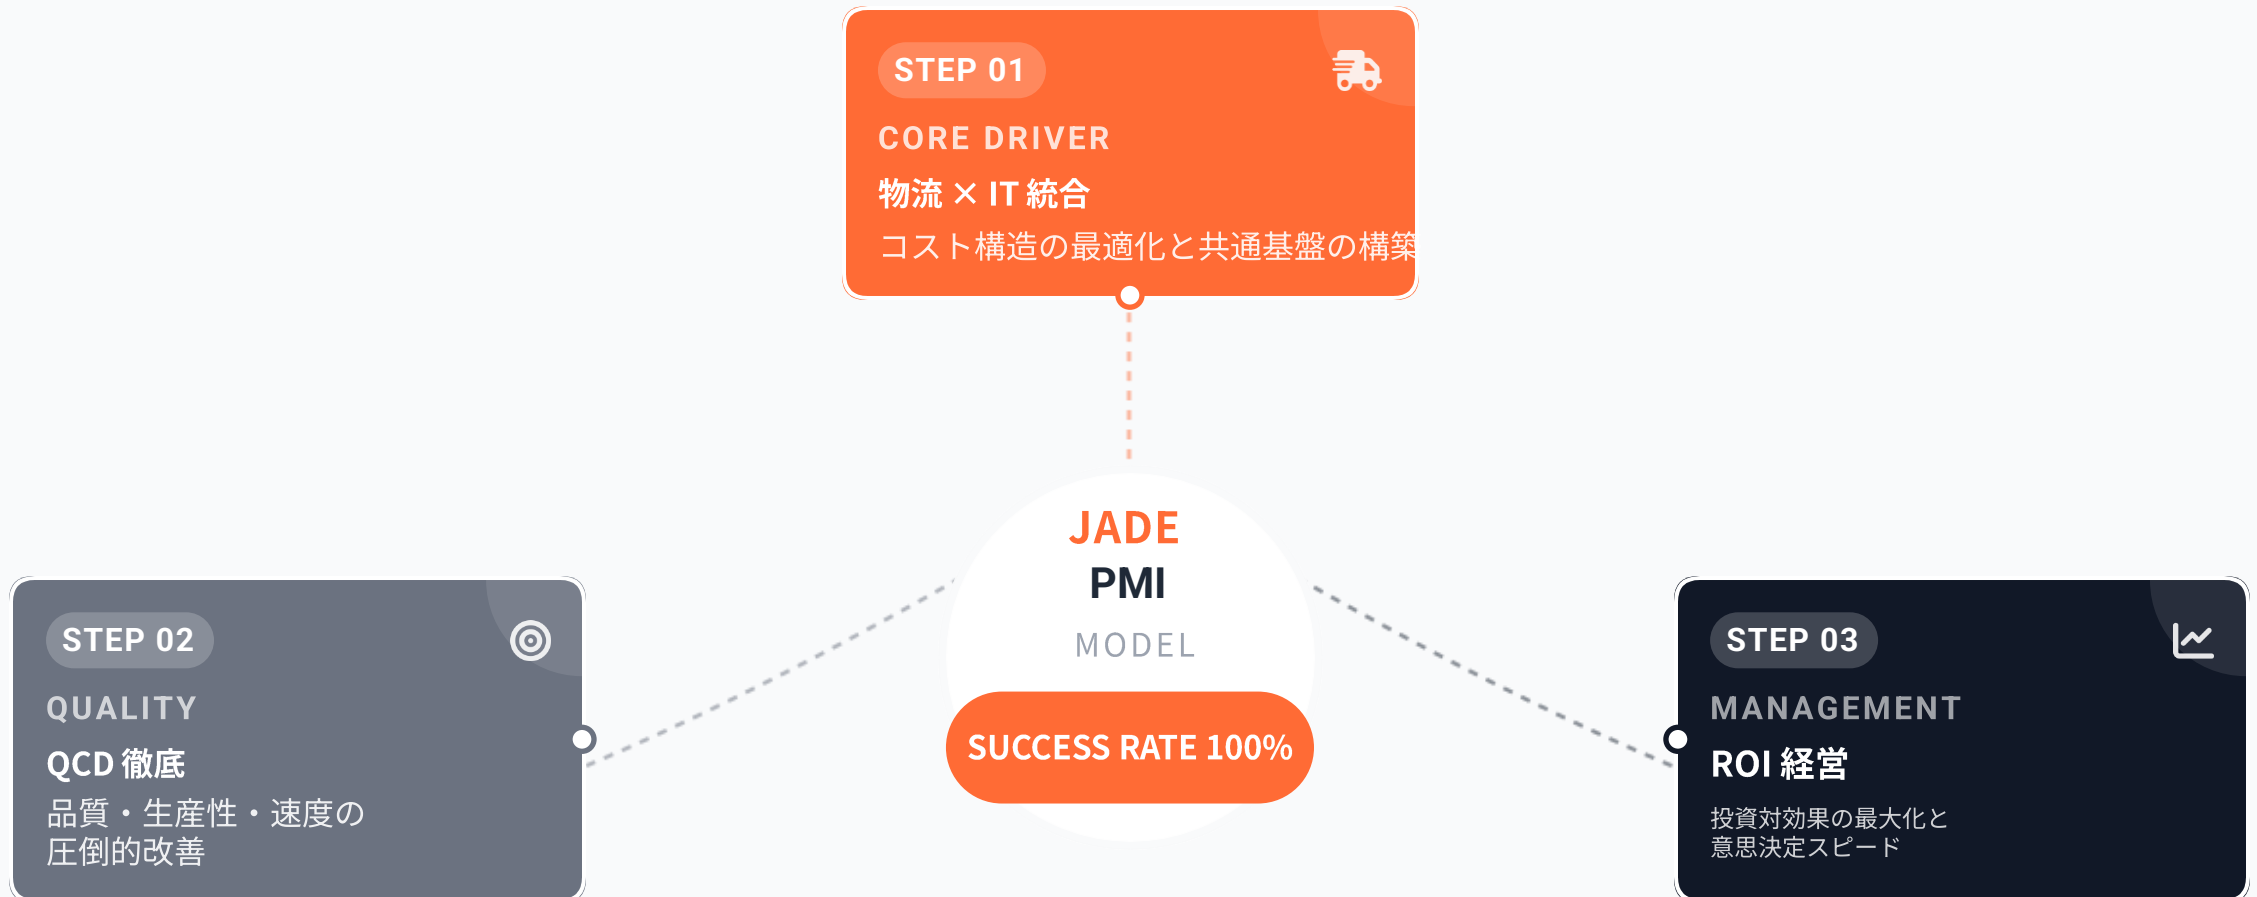 STEP 01
CORE DRIVER
物流 × IT 統合
コスト構造の最適化と共通基盤の構築
JADE
PMI
MODEL
SUCCESS RATE 100%
STEP 02
QUALITY
QCD 徹底
品質・生産性・速度の
圧倒的改善
STEP 03
MANAGEMENT
ROI 経営
投資対効果の最大化と
意思決定スピード